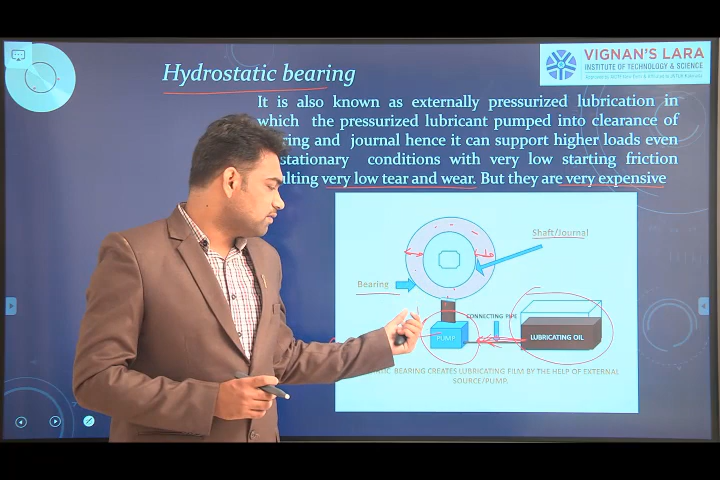 Hydrostatic bearing
VIGNAN'S LARA
INSTITUTE OF TECHNOLOGY & SCIENCE
It is also known as externally pressurized lubrication in
which the pressurized lubricant pumped into clearance of
ring and journal hence it can support higher loads even
stationary conditions with very low starting friction
ulting very low tear and wear. But they are very expensive
Shaft/Journal
Bearing
CONNECTING PIPE
PUMP
LUBRICATING OIL
TIC BEARING CREATES LUBRICATING FILM BY THE HELP OF EXTERNAL
SOURCE/PUMP.